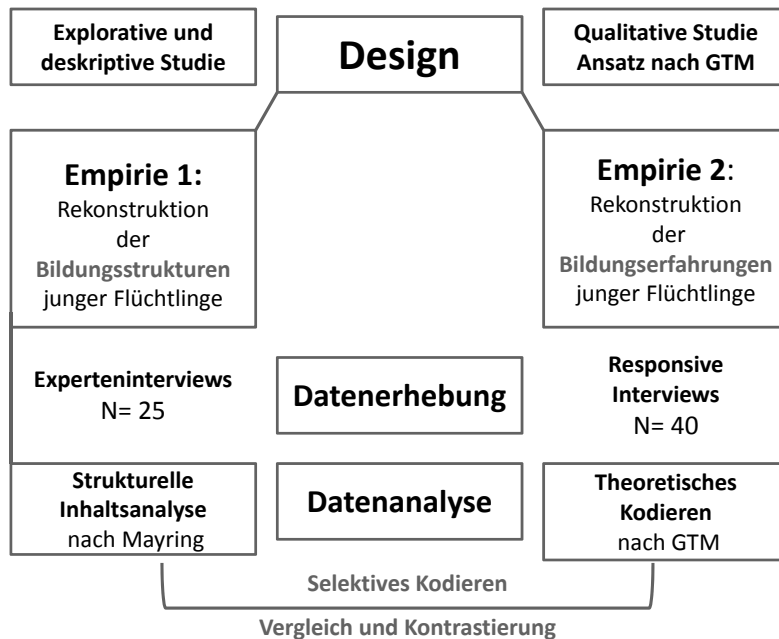 Explorative und
deskriptive Studie
Design
Qualitative Studie
Ansatz nach GTM
Empirie 1:
Rekonstruktion
der
Bildungsstrukturen
junger Flüchtlinge
Empirie 2:
Rekonstruktion
der
Bildungserfahrungen
junger Flüchtlinge
Experteninterviews
N= 25
Datenerhebung
Responsive
Interviews
N= 40
Strukturelle
Inhaltsanalyse
nach Mayring
Datenanalyse
Theoretisches
Kodieren
nach GTM
Selektives Kodieren
Vergleich und Kontrastierung